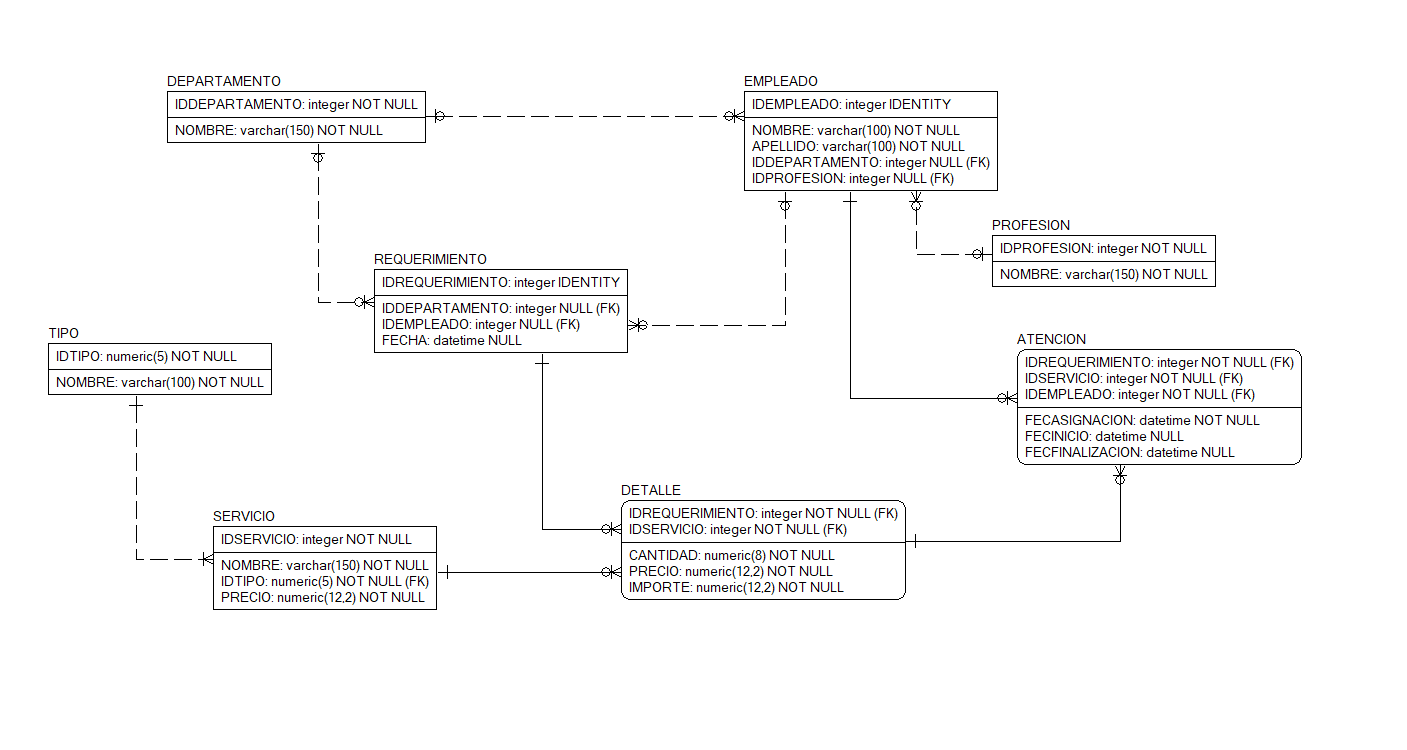 DEPARTAMENTO
IDDEPARTAMENTO: integer NOT NULL
NOMBRE: varchar(150) NOT NULL
EMPLEADO
IDEMPLEADO: integer IDENTITY
NOMBRE: varchar(100) NOT NULL
APELLIDO: varchar(100) NOT NULL
IDDEPARTAMENTO: integer NULL (FK)
IDPROFESION: integer NULL (FK)
PROFESION
IDPROFESION: integer NOT NULL
NOMBRE: varchar(150) NOT NULL
REQUERIMIENTO
IDREQUERIMIENTO: integer IDENTITY
IDDEPARTAMENTO: integer NULL (FK)
IDEMPLEADO: integer NULL (FK)
FECHA: datetime NULL
TIPO
IDTIPO: numeric(5) NOT NULL
NOMBRE: varchar(100) NOT NULL
ATENCION
IDREQUERIMIENTO: integer NOT NULL (FK)
IDSERVICIO: integer NOT NULL (FK)
IDEMPLEADO: integer NOT NULL (FK)
FECASIGNACION: datetime NOT NULL
FECINICIO: datetime NULL
FECFINALIZACION: datetime NULL
DETALLE
IDREQUERIMIENTO: integer NOT NULL (FK)
IDSERVICIO: integer NOT NULL (FK)
CANTIDAD: numeric(8) NOT NULL
PRECIO: numeric(12,2) NOT NULL
IMPORTE: numeric(12,2) NOT NULL
SERVICIO
IDSERVICIO: integer NOT NULL
NOMBRE: varchar(150) NOT NULL
IDTIPO: numeric(5) NOT NULL (FK)
PRECIO: numeric(12,2) NOT NULL